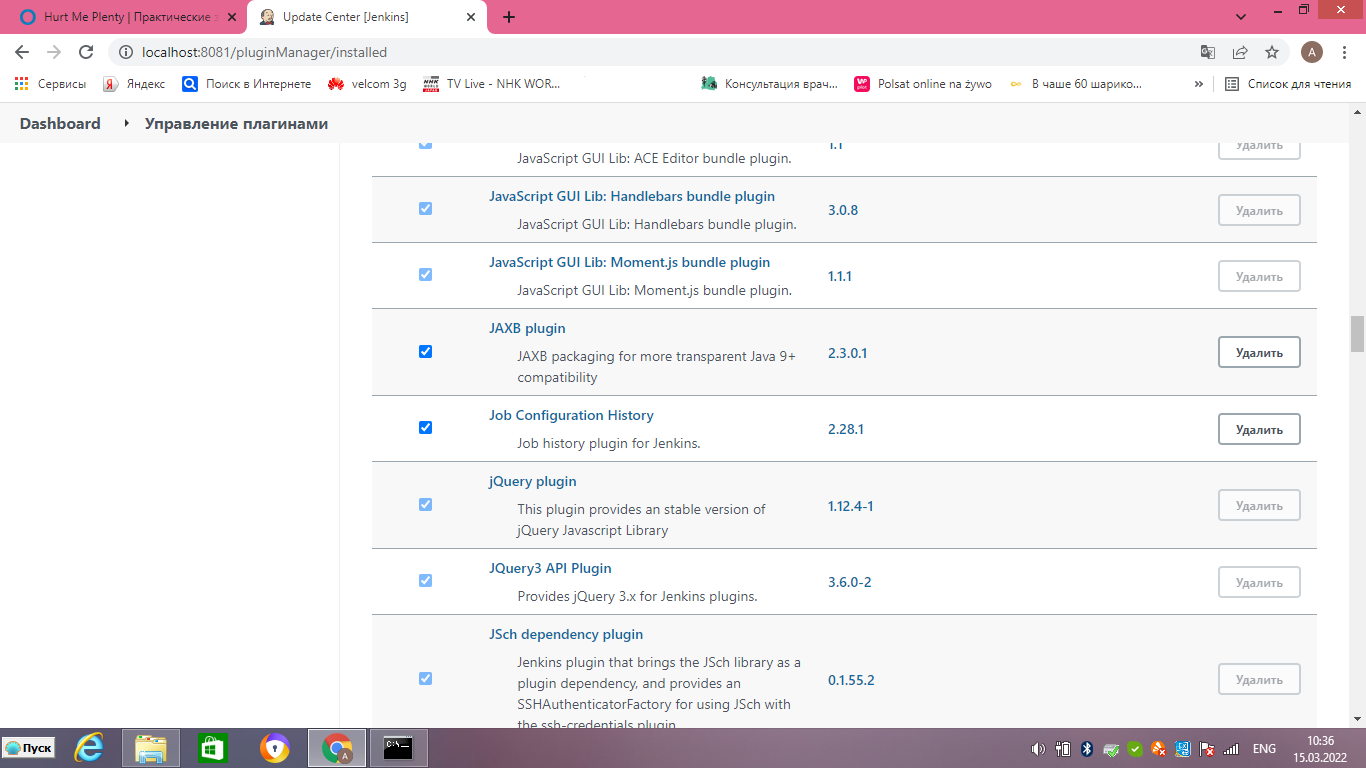 Hurt Me Plenty | Практические з
Update Center [Jenkins]
localhost:8081/pluginManager/installed
A
Сервисы
Яндекс
Поиск в Интернете
velcom 3g
TV Live - NHK WOR...
Консультация врач...
Polsat online na żywo
В чаше 60 шарико...
»
Список для чтения
Dashboard
Управление плагинами
1.1
Удалить
JavaScript GUI Lib: ACE Editor bundle plugin.
JavaScript GUI Lib: Handlebars bundle plugin
3.0.8
Удалить
JavaScript GUI Lib: Handlebars bundle plugin.
JavaScript GUI Lib: Moment.js bundle plugin
1.1.1
Удалить
JavaScript GUI Lib: Moment.js bundle plugin.
JAXB plugin
JAXB packaging for more transparent Java 9+
compatibility
2.3.0.1
Удалить
Job Configuration History
Job history plugin for Jenkins.
2.28.1
Удалить
jQuery plugin
This plugin provides an stable version of
jQuery Javascript Library
1.12.4-1
Удалить
JQuery3 API Plugin
Provides jQuery 3.x for Jenkins plugins.
3.6.0-2
Удалить
JSch dependency plugin
Jenkins plugin that brings the JSch library as a
plugin dependency, and provides an
SSHAuthenticatorFactory for using JSch with
the ssh-credentials plugin
0.1.55.2
Удалить
Пуск
ENG
10:36
15.03.2022